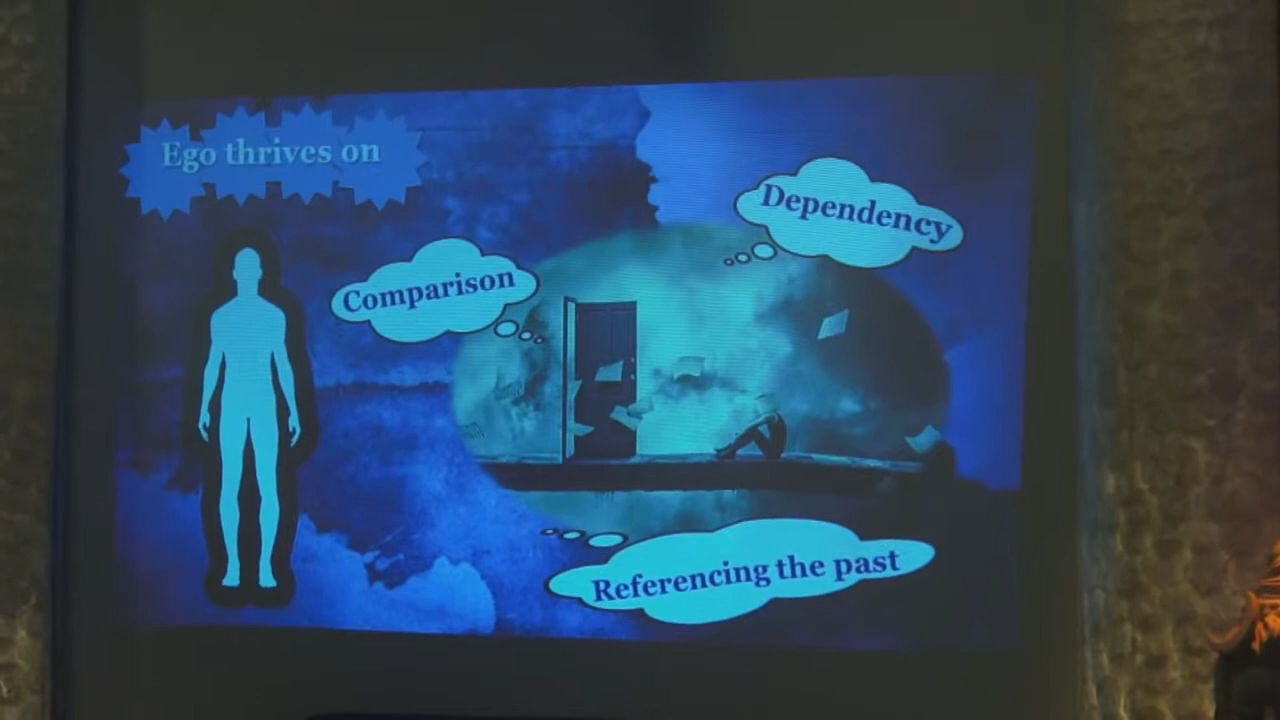 Ego thrives on
Comparison
Dependency
Referencing the past